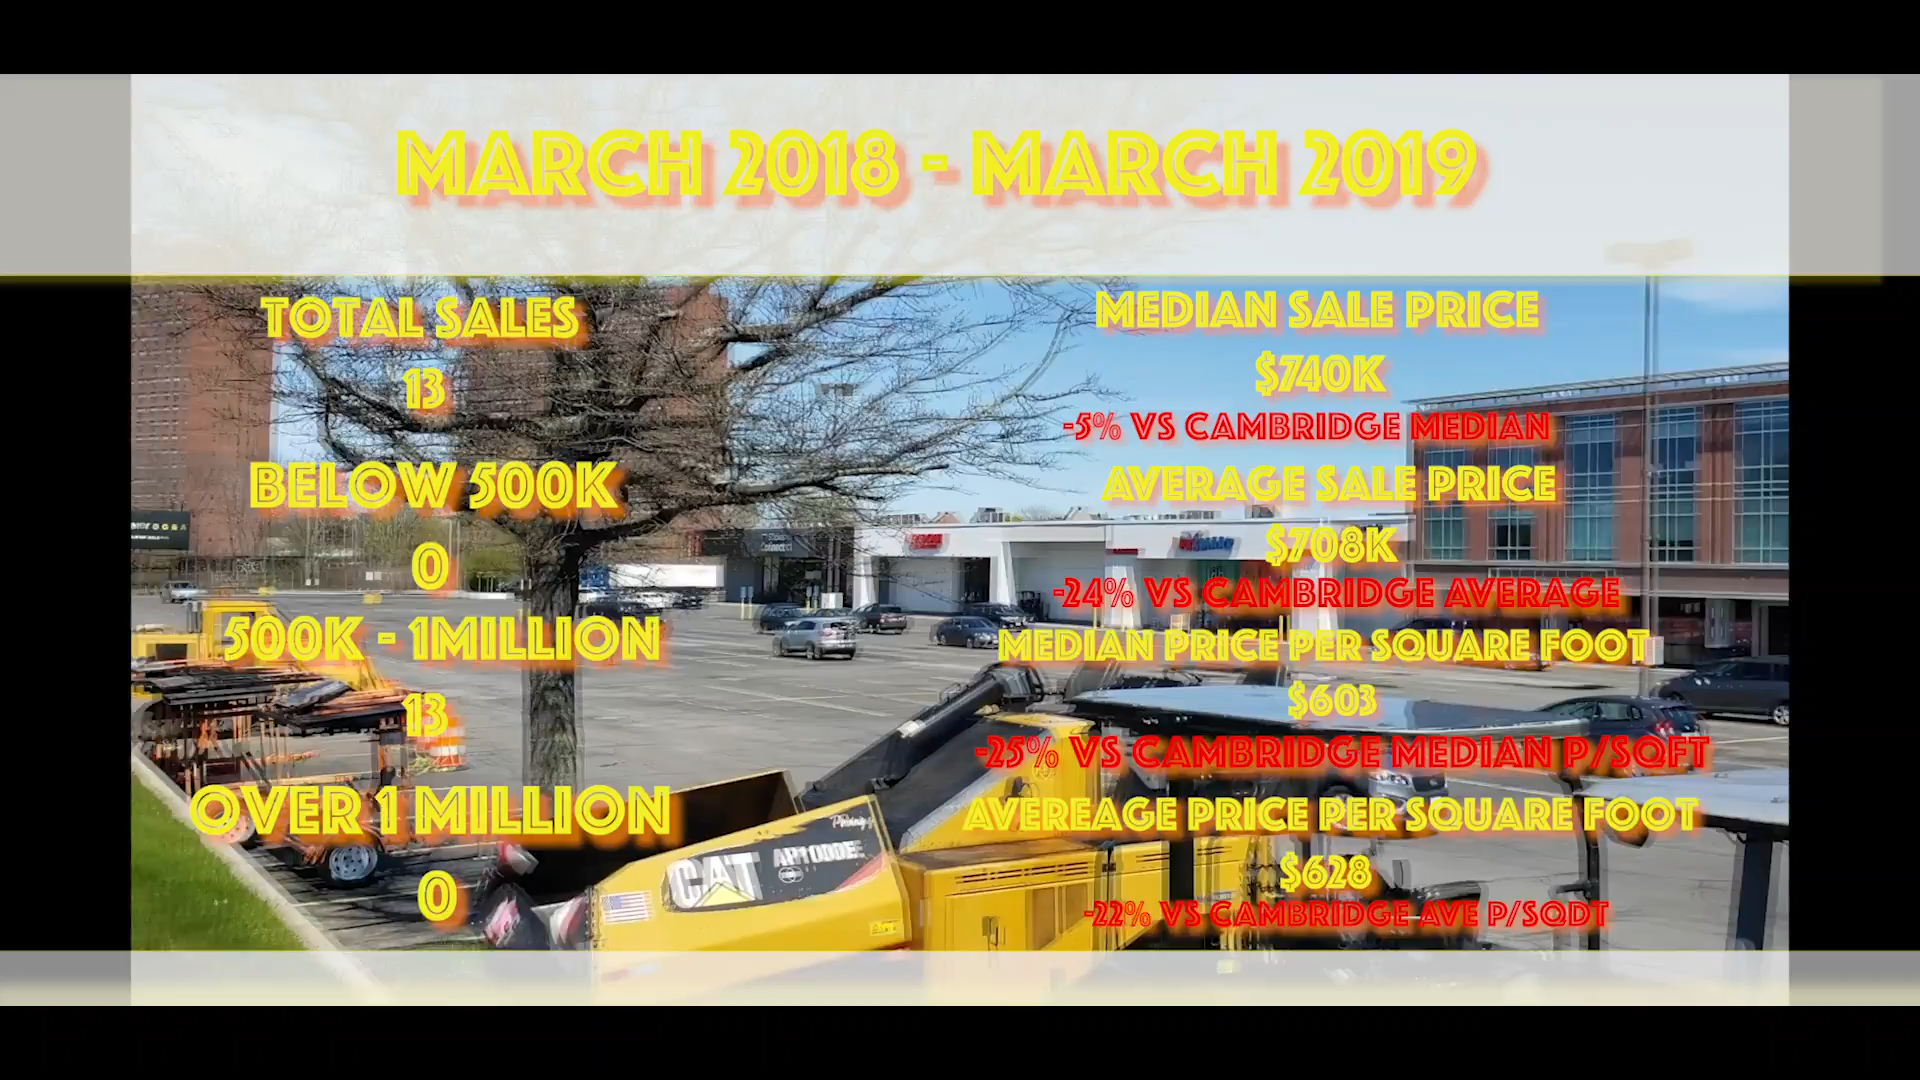 MARCH 2018 - MARCH 2019
TOTAL SALES
13
BELOW 500K
0
500K - 1MILLION
13
OVER 1 MILLION
0
MEDIAN SALE PRICE
$740K
-5% VS CAMBRIDGE MEDIAN
AVERAGE SALE PRICE
$708K
-24% VS CAMBRIDGE AVERAGE
MEDIAN PRICE PER SQUARE FOOT
$603
-25% VS CAMBRIDGE MEDIAN P/SQFT
AVEREAGE PRICE PER SQUARE FOOT
$628
-22% VS CAMBRIDGE AVE P/SQDT
CAT
AP1000E